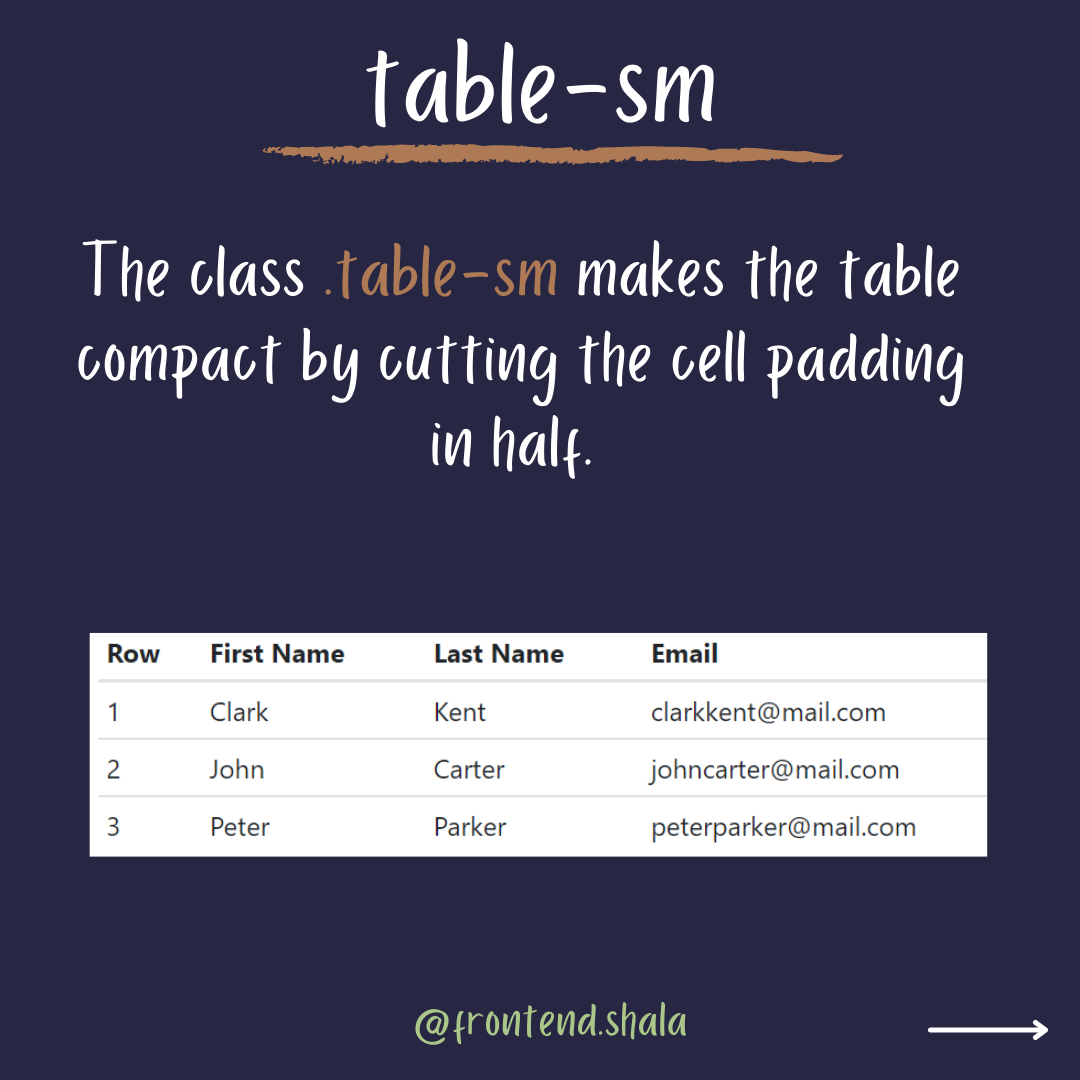 table-sm
The class .table-sm makes the table
compact by cutting the cell padding
in half.
Row First Name Last Name Email
1 Clark Kent clarkkent@mail.com
2 John Carter johncarter@mail.com
3 Peter Parker peterparker@mail.com
@frontend.shala